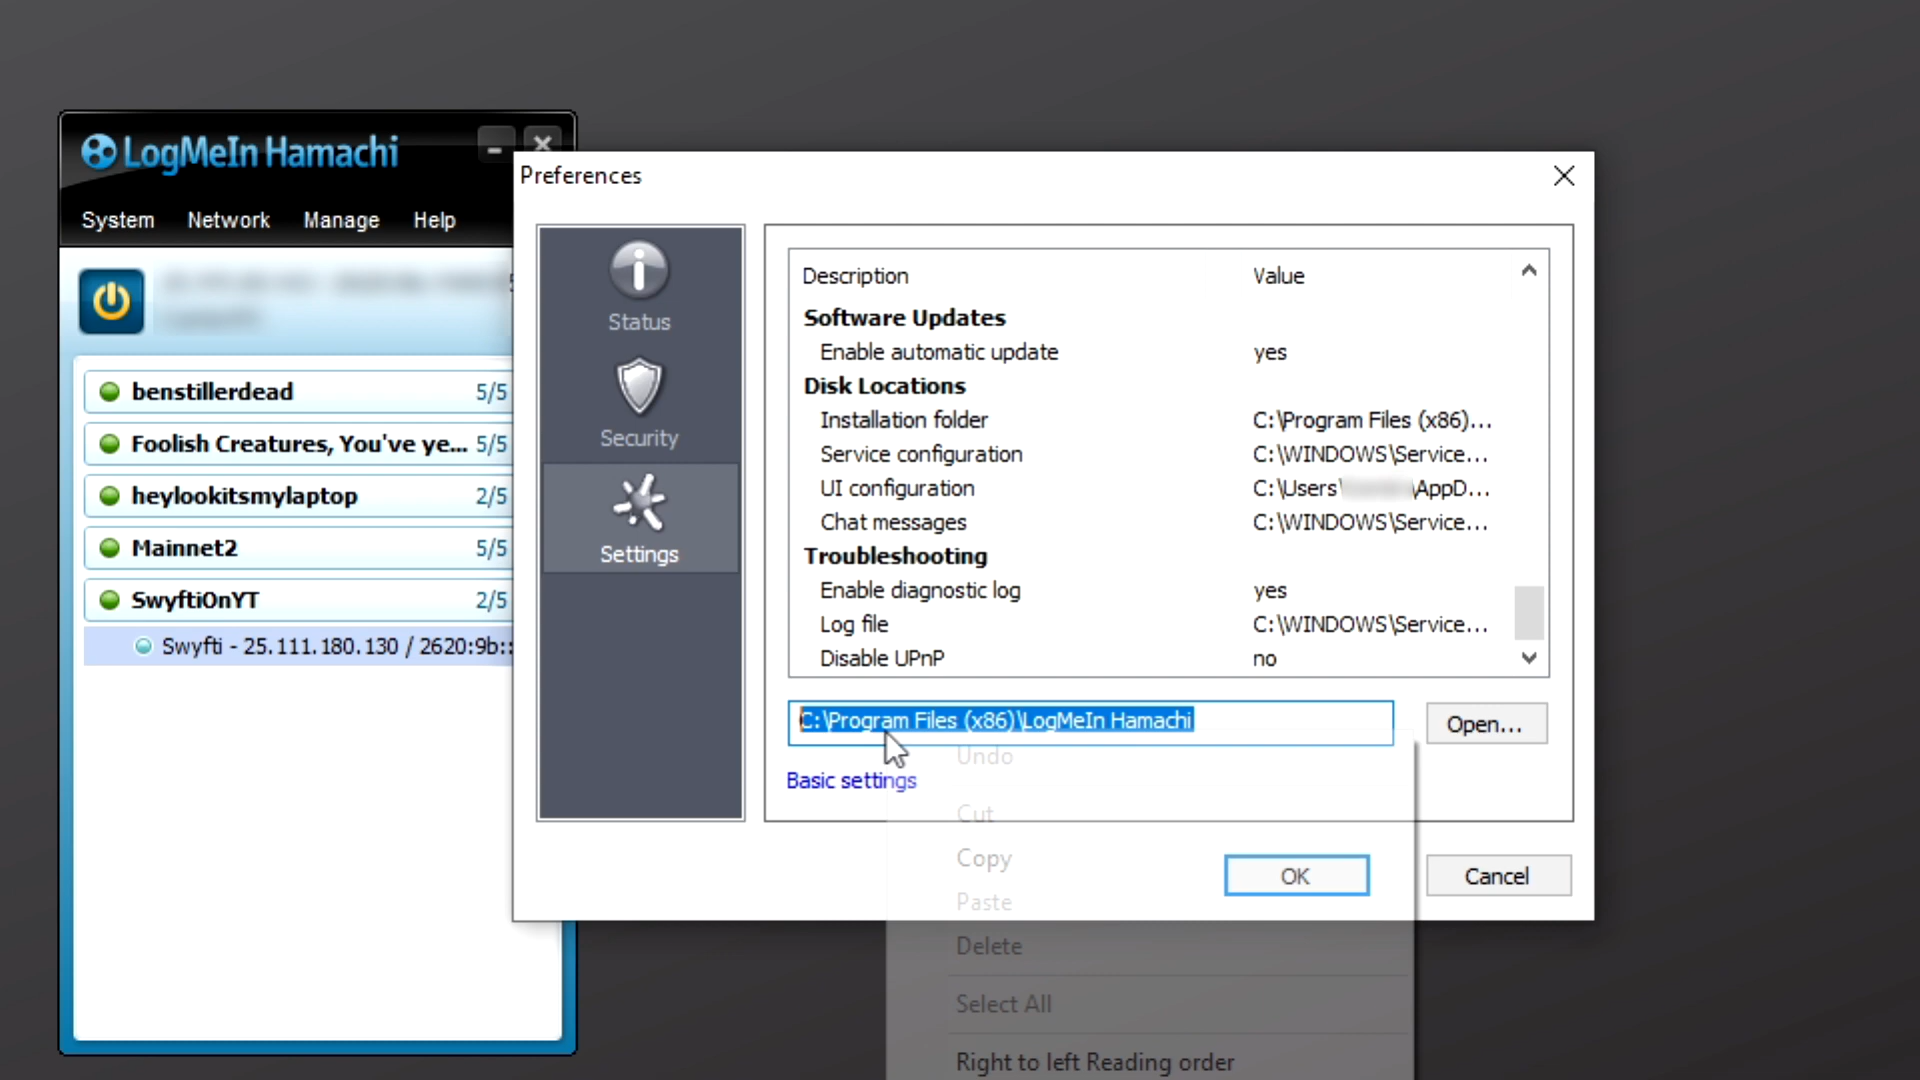 LogMeIn Hamachi
System Network Manage Help
benstillerdead 5/5
Foolish Creatures, You've ye... 5/5
heylookitsmylaptop 2/5
Mainnet2 5/5
SwyftiOnYT 2/5
Swyfti - 25.111.180.130 / 2620:9b::
Preferences
Status
Security
Settings
Description Value
Software Updates
Enable automatic update yes
Disk Locations
Installation folder C:\Program Files (x86)...
Service configuration C:\WINDOWS\Service...
UI configuration C:\Users\ \AppD...
Chat messages C:\WINDOWS\Service...
Troubleshooting
Enable diagnostic log yes
Log file C:\WINDOWS\Service...
Disable UPnP no
C:\Program Files (x86)\LogMeIn Hamachi
Open...
Basic settings
OK
Cancel
Undo
Cut
Copy
Paste
Delete
Select All
Right to left Reading order